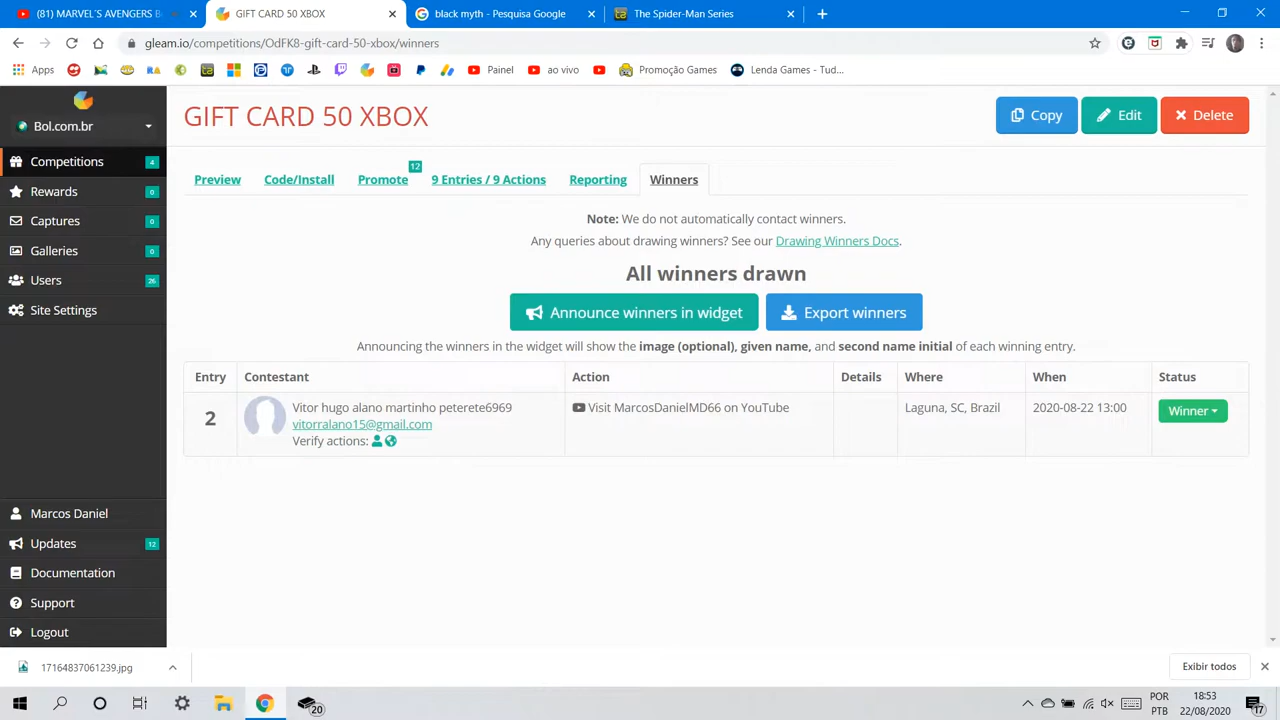 (81) MARVEL'S AVENGERS B
GIFT CARD 50 XBOX
black myth - Pesquisa Google
The Spider-Man Series
gleam.io/competitions/OdFK8-gift-card-50-xbox/winners
Apps
Painel
ao vivo
Promoção Game
Lenda Games - Tud...
Bol.com.br
Competitions 4
Rewards 0
Captures 0
Galleries 0
Users 26
Site Settings
Marcos Daniel
Updates 12
Documentation
Support
Logout
GIFT CARD 50 XBOX
Copy
Edit
Delete
Preview
Code/Install
Promote 12
9 Entries / 9 Actions
Reporting
Winners
Note: We do not automatically contact winners.
Any queries about drawing winners? See our Drawing Winners Docs.
All winners drawn
Announce winners in widget
Export winners
Announcing the winners in the widget will show the image (optional), given name, and second name initial of each winning entry.
Entry Contestant Action Details Where When Status
2
Vitor hugo alano martinho peterete6969
vitorralano15@gmail.com
Verify actions:
Visit MarcosDanielMD66 on YouTube
Laguna, SC, Brazil
2020-08-22 13:00
Winner
17164837061239.jpg
Exibir todos
20
POR
PTB
18:53
22/08/2020
17